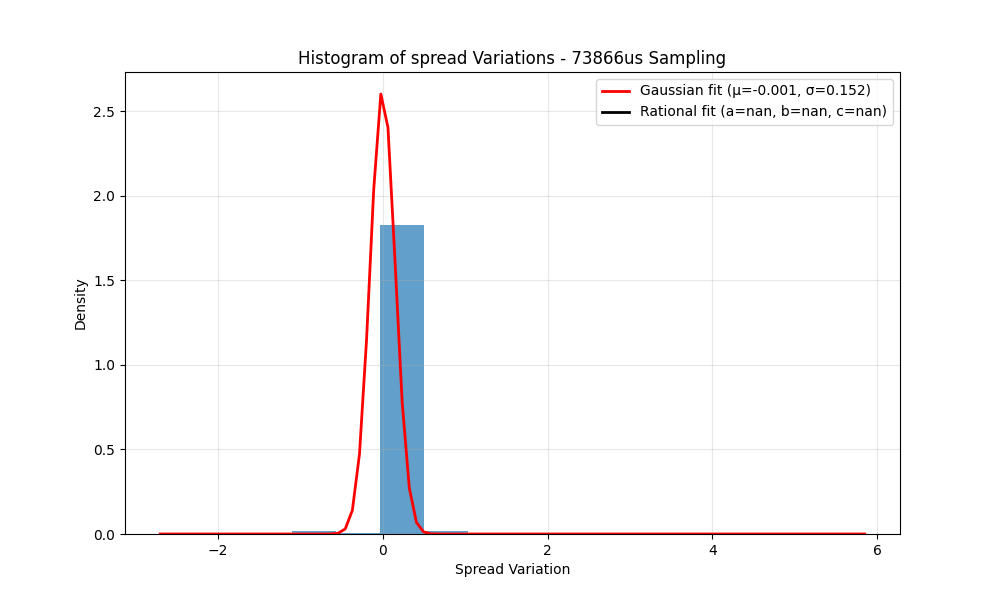 Histogram of spread Variations - 73866us Sampling
Gaussian fit (μ=-0.001, σ=0.152)
Rational fit (a=nan, b=nan, c=nan)
2.5
2.0
1.5
1.0
0.5
0.0
Density
−2
0
2
4
6
Spread Variation